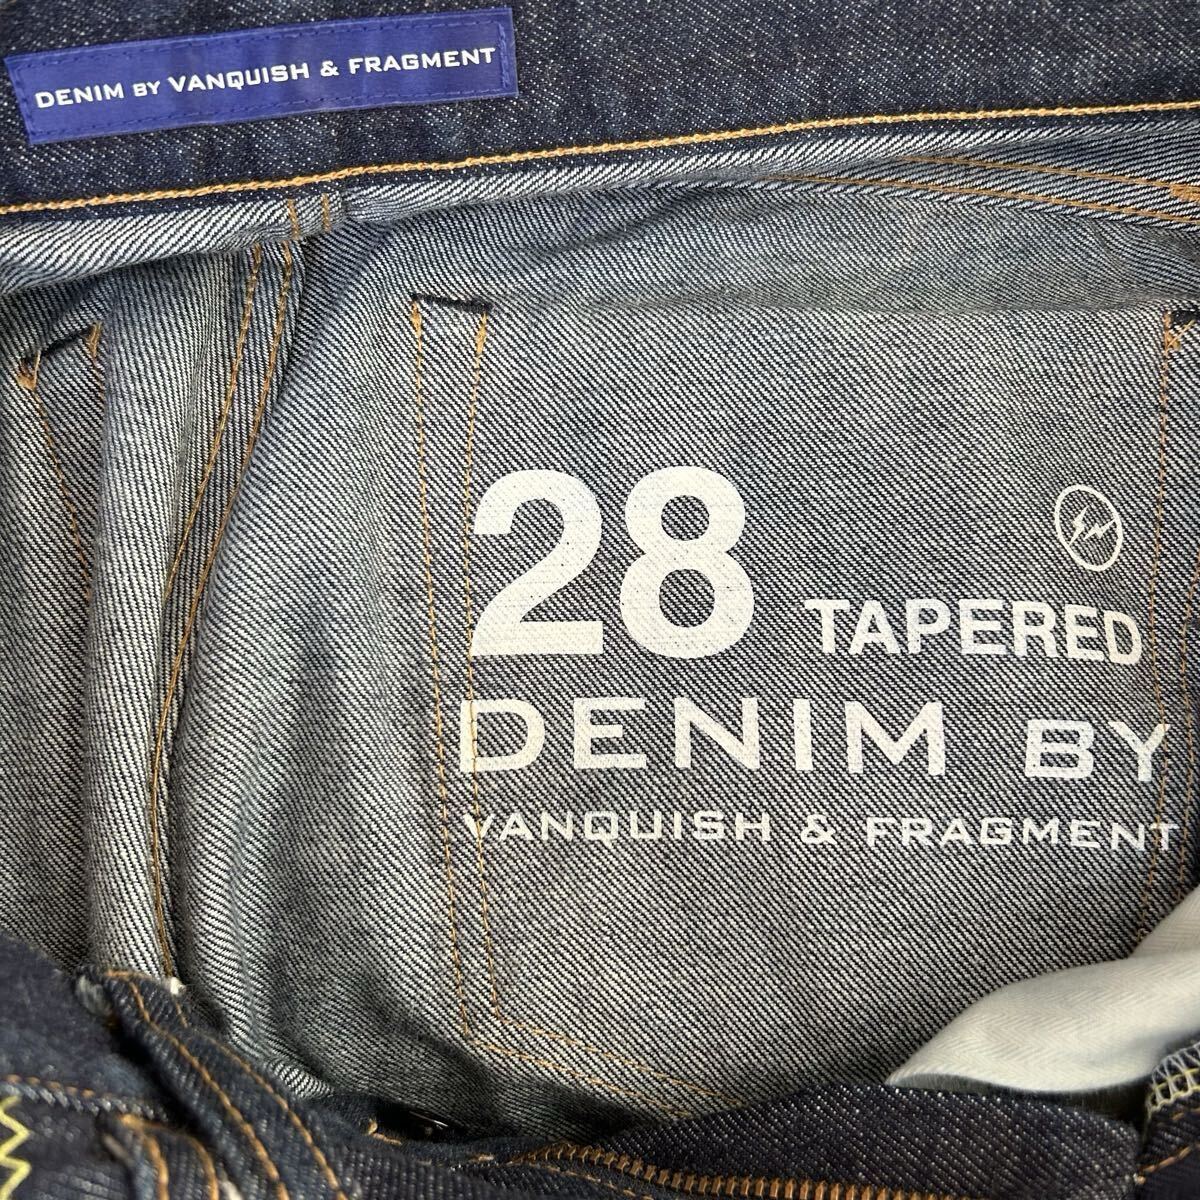 DENIM BY VANQUISH & FRAGMENT
28 TAPERED
DENIM BY
VANQUISH & FRAGMENT